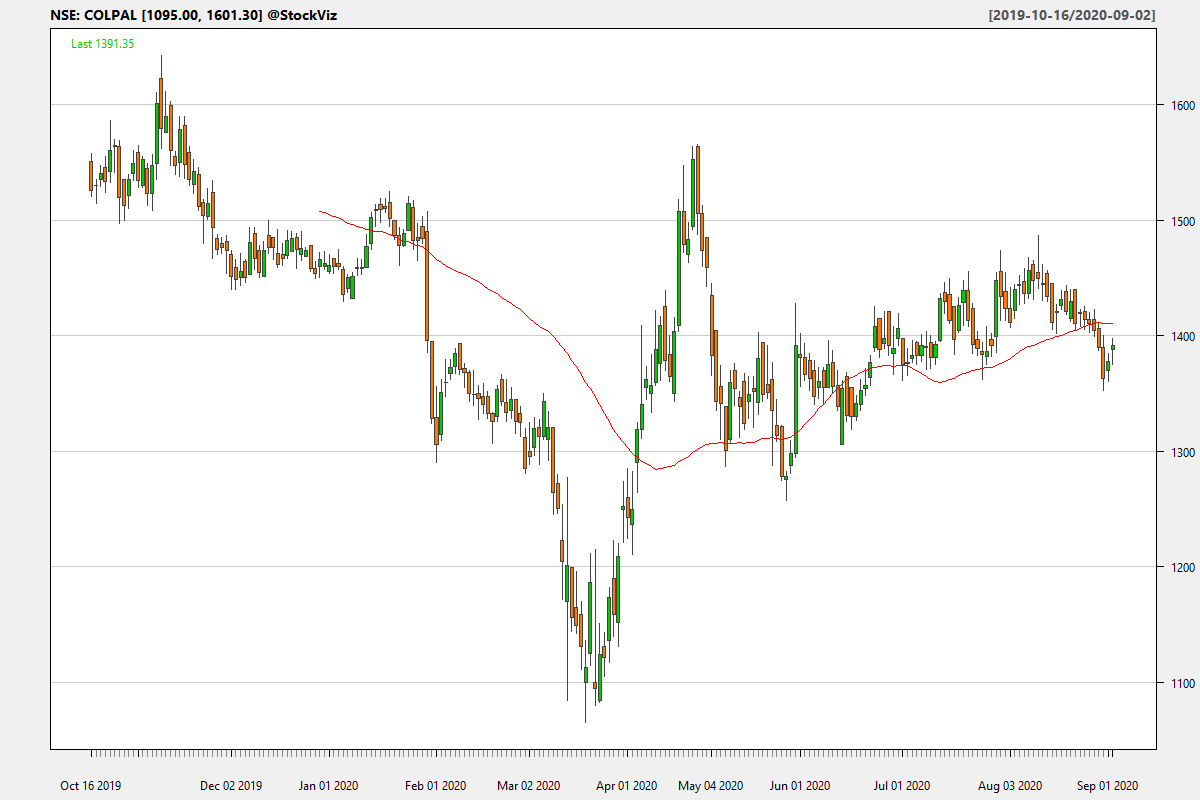 NSE: COLPAL [1095.00, 1601.30] @StockViz
[2019-10-16/2020-09-02]
Last 1391.35
1600
1500
1400
1300
1200
1100
Oct 16 2019
Dec 02 2019
Jan 01 2020
Feb 01 2020
Mar 02 2020
Apr 01 2020
May 04 2020
Jun 01 2020
Jul 01 2020
Aug 03 2020
Sep 01 2020